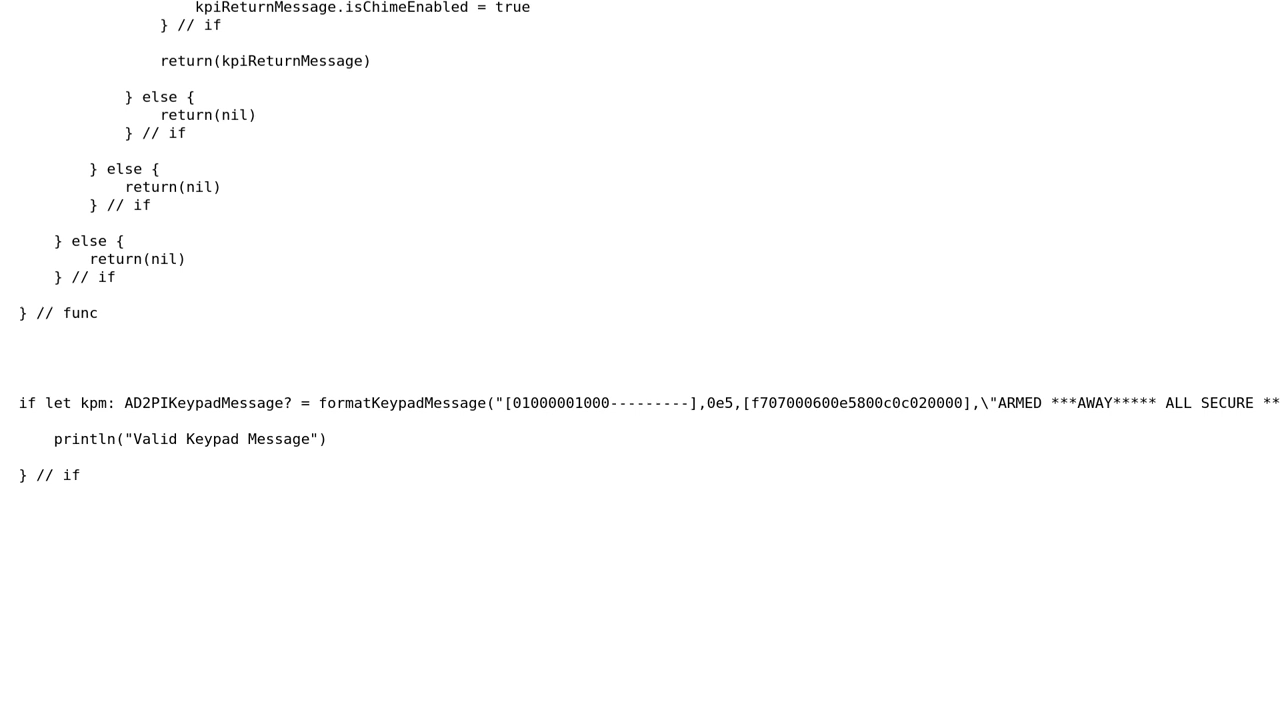 kpiReturnMessage.isChimeEnabled = true
} // if
return(kpiReturnMessage)
} else {
return(nil)
} // if
} else {
return(nil)
} // if
} else {
return(nil)
} // if
} // func
if let kpm: AD2PIKeypadMessage? = formatKeypadMessage("[01000001000---------],0e5,[f707000600e5800c0c020000],\"ARMED ***AWAY***** ALL SECURE **
println("Valid Keypad Message")
} // if